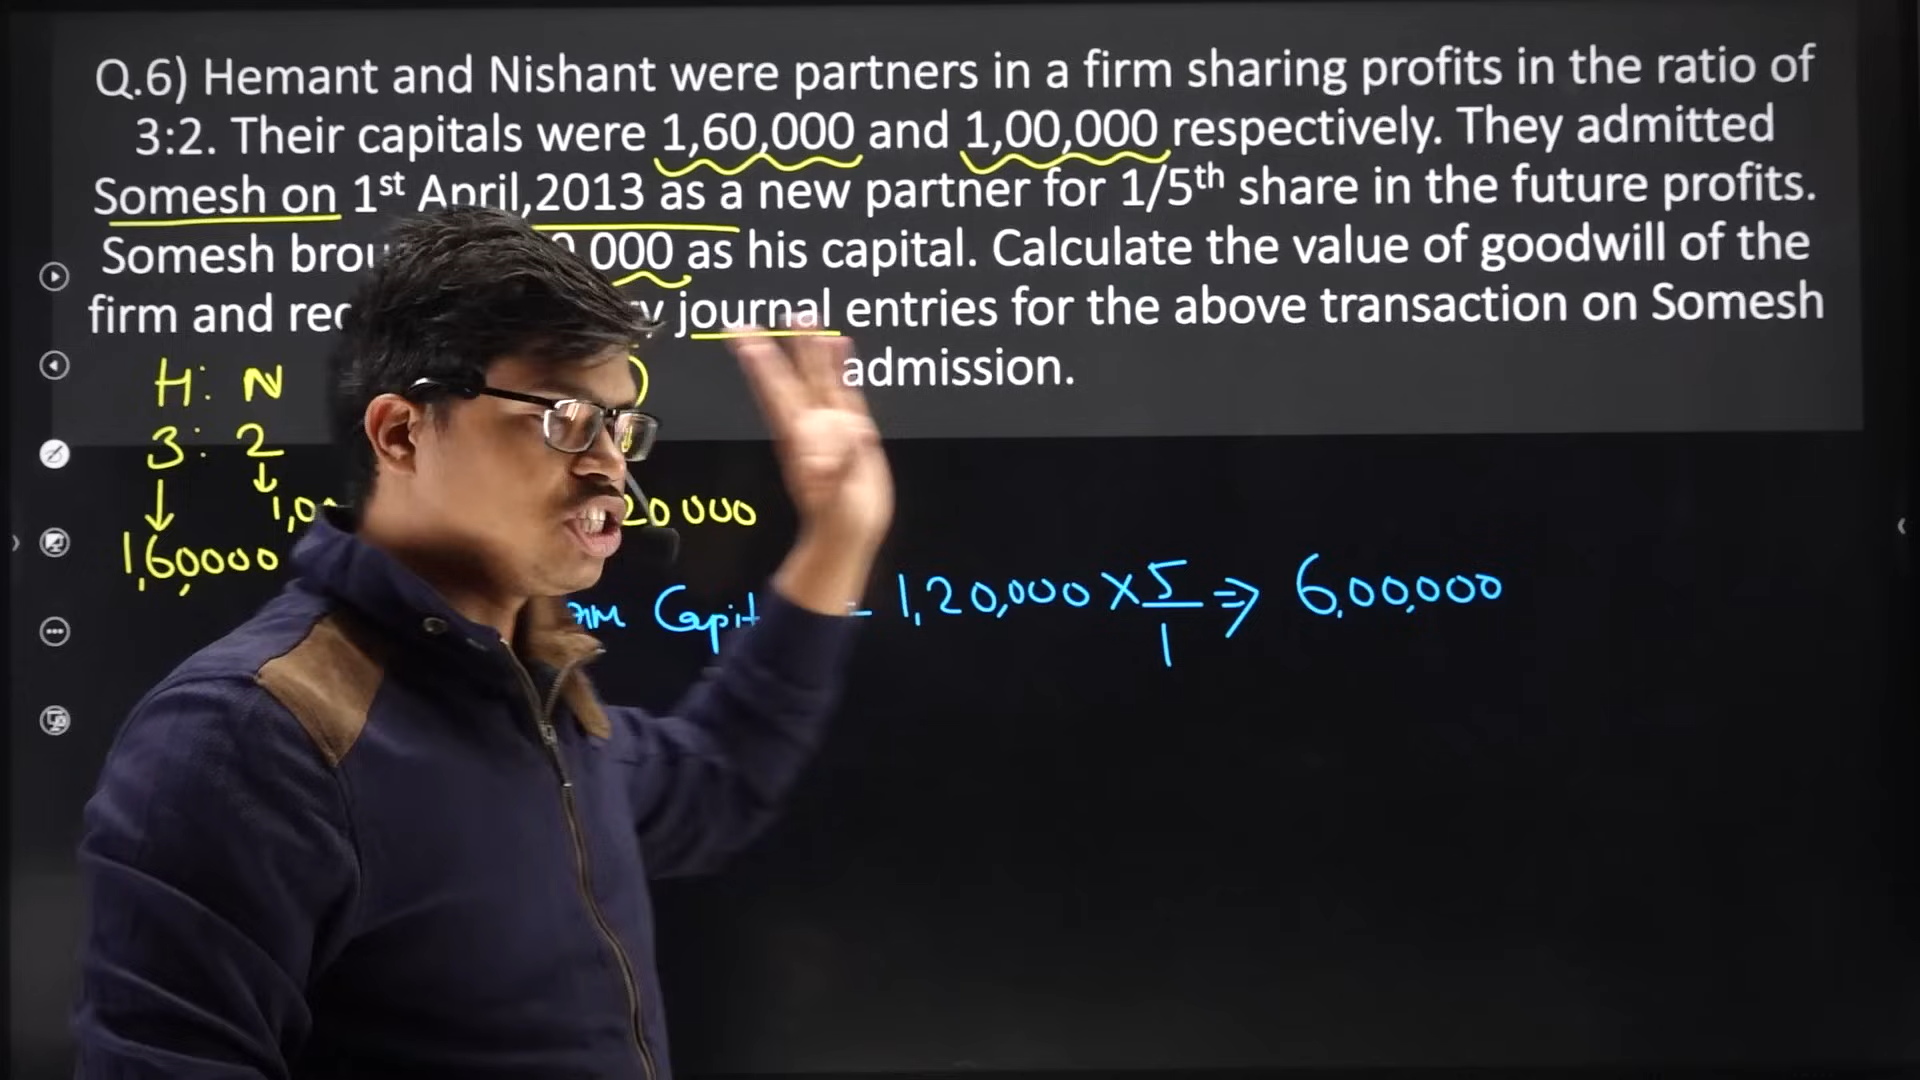 Q.6) Hemant and Nishant were partners in a firm sharing profits in the ratio of
3:2. Their capitals were 1,60,000 and 1,00,000 respectively. They admitted
Somesh on 1st April,2013 as a new partner for 1/5th share in the future profits.
Somesh 000 as his capital. Calculate the value of goodwill of the
firm and journal entries for the above transaction on Somesh
admission.
H: N
3: 2
20000
1,60,000
Capit = 1,20,000 × 5/1 ⇒ 6,00,000